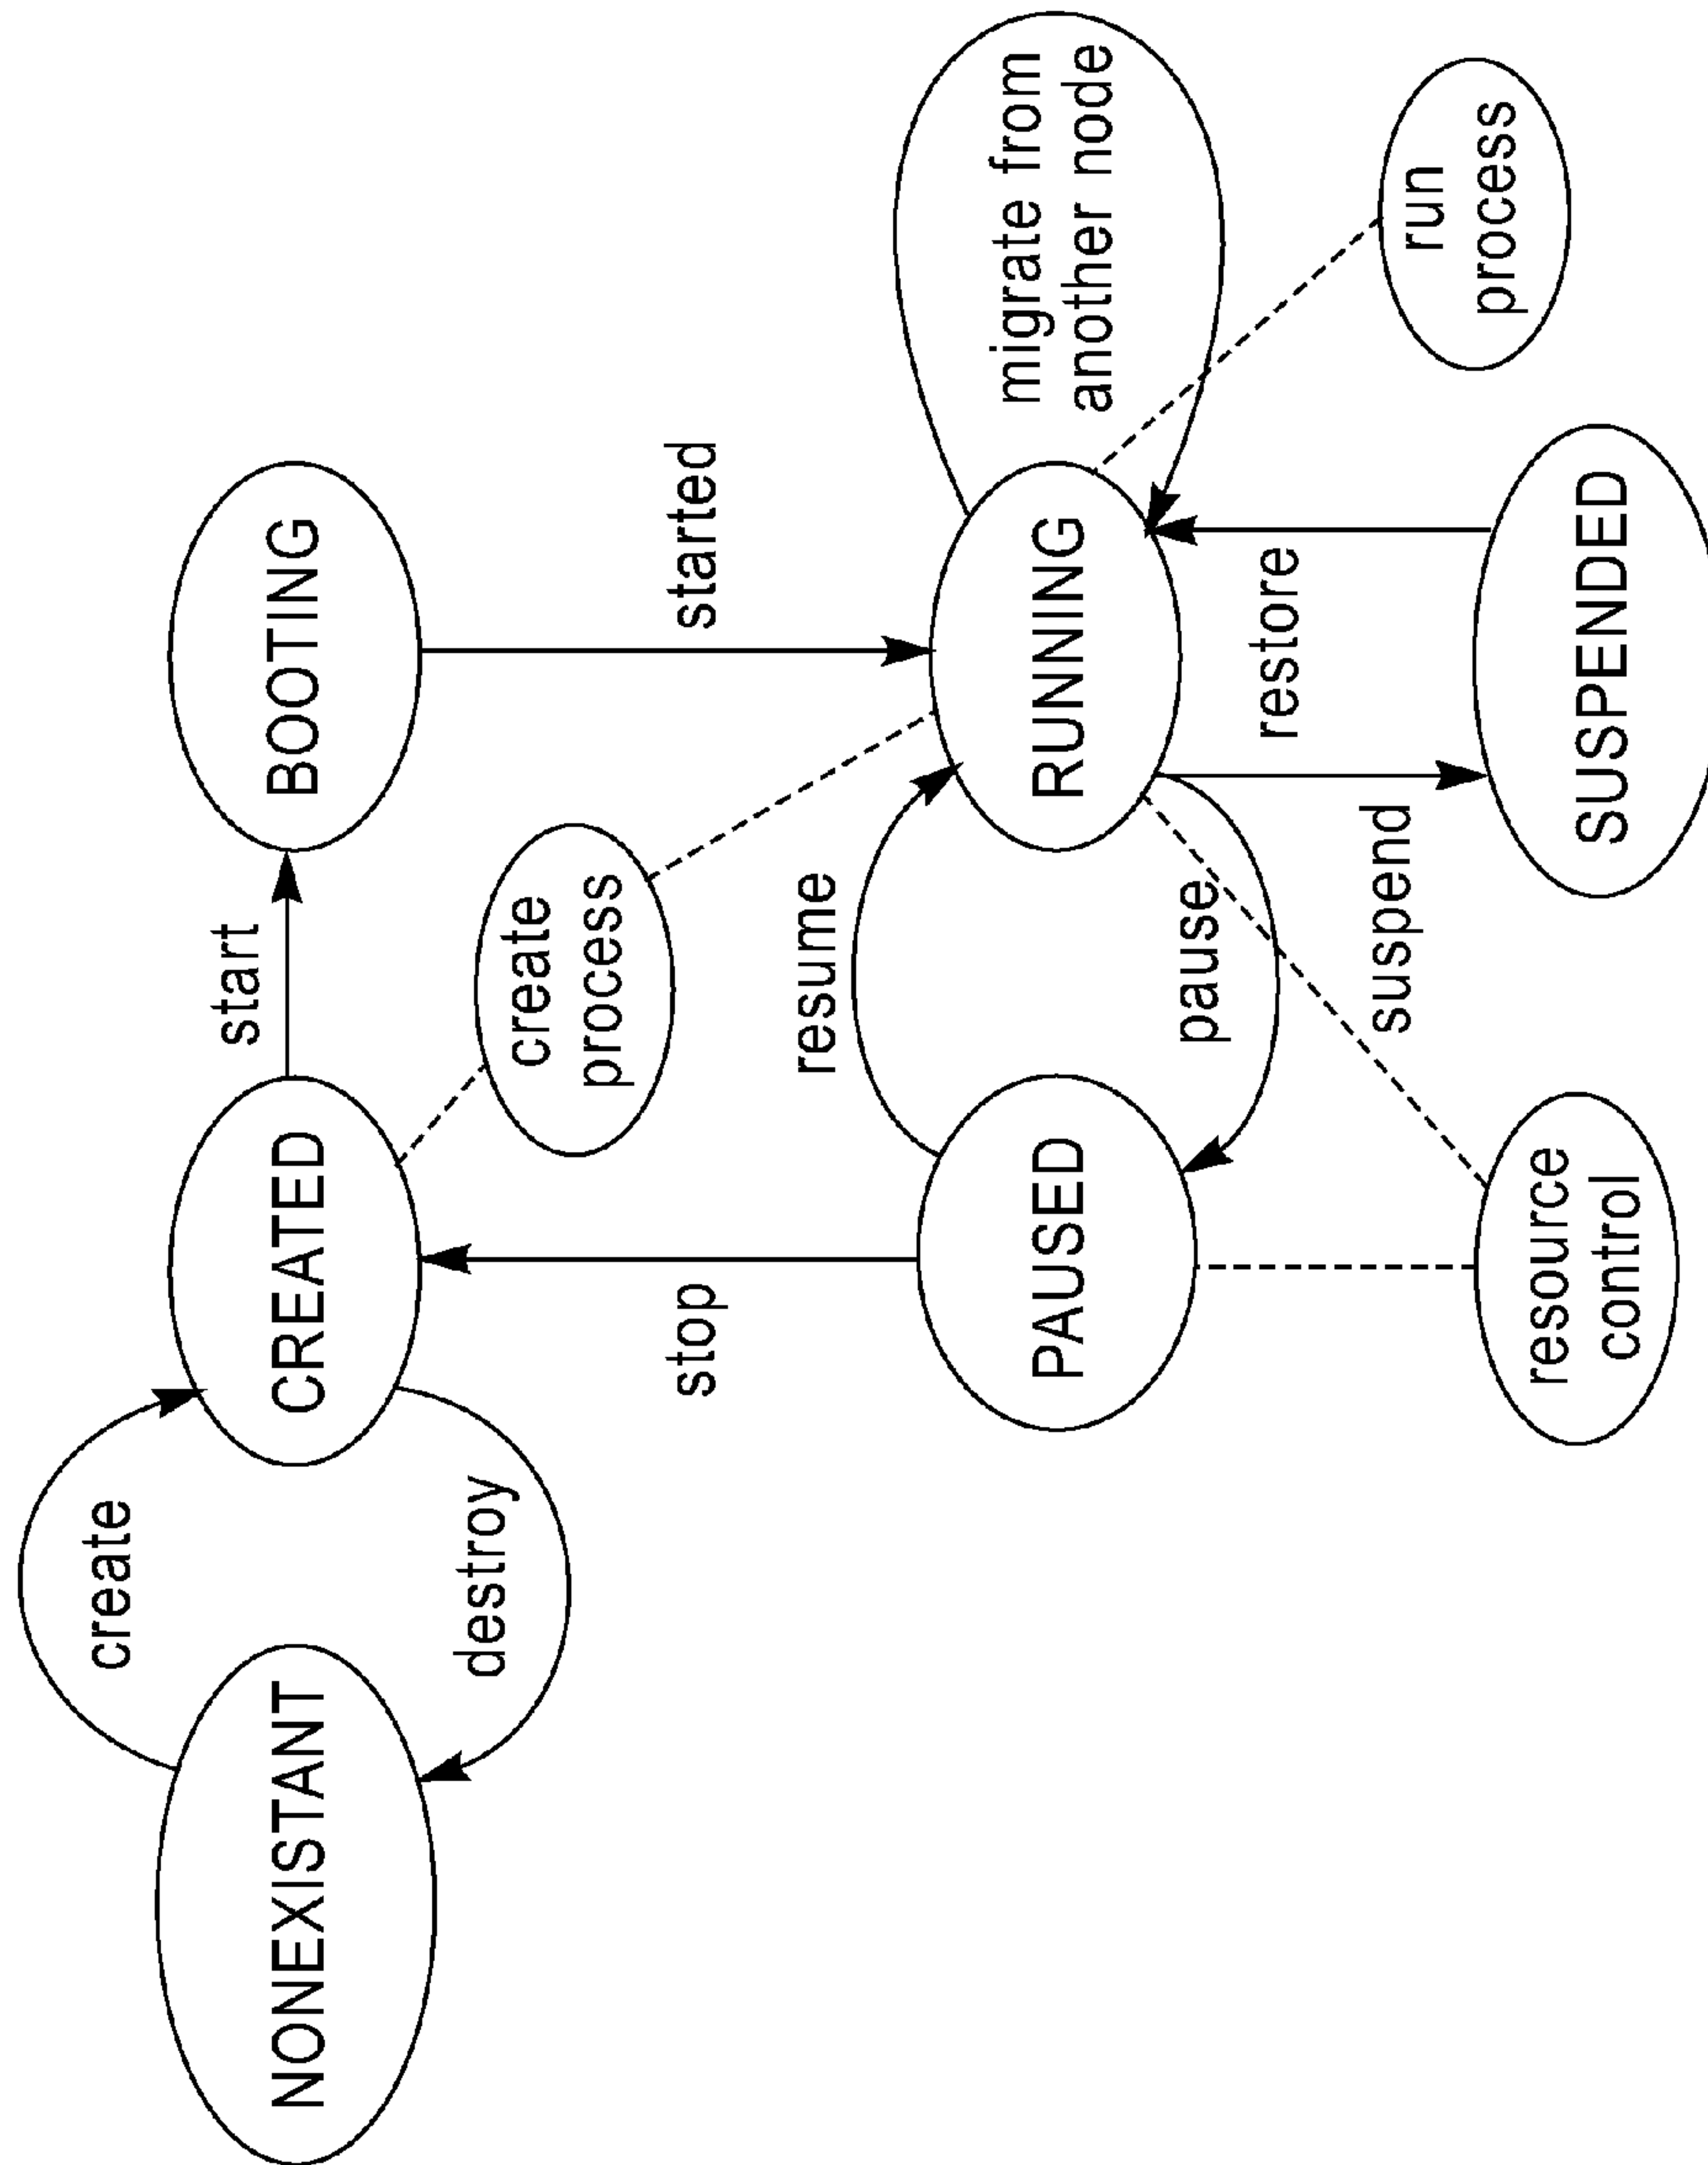 create
NONEXISTANT
CREATED
start
BOOTING
destroy
create
process
stop
started
resume
PAUSED
RUNNING
migrate from
another node
pause
restore
suspend
run
process
resource
control
SUSPENDED